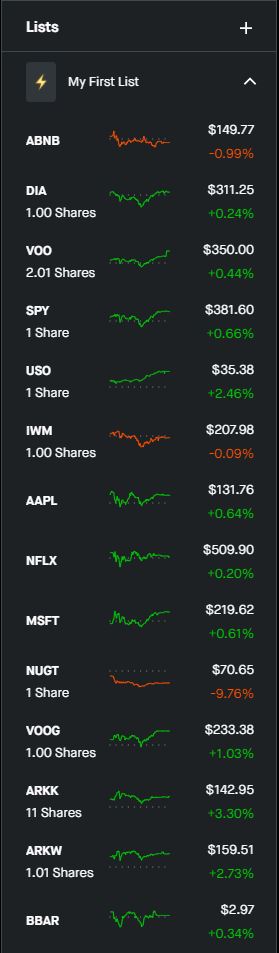 Lists +
My First List
ABNB $149.77
-0.99%
DIA $311.25
1.00 Shares +0.24%
VOO $350.00
2.01 Shares +0.44%
SPY $381.60
1 Share +0.66%
USO $35.38
1 Share +2.46%
IWM $207.98
1.00 Shares -0.09%
AAPL $131.76
+0.64%
NFLX $509.90
+0.20%
MSFT $219.62
+0.61%
NUGT $70.65
1 Share -9.76%
VOOG $233.38
1.00 Shares +1.03%
ARKK $142.95
11 Shares +3.30%
ARKW $159.51
1.01 Shares +2.73%
BBAR $2.97
+0.34%